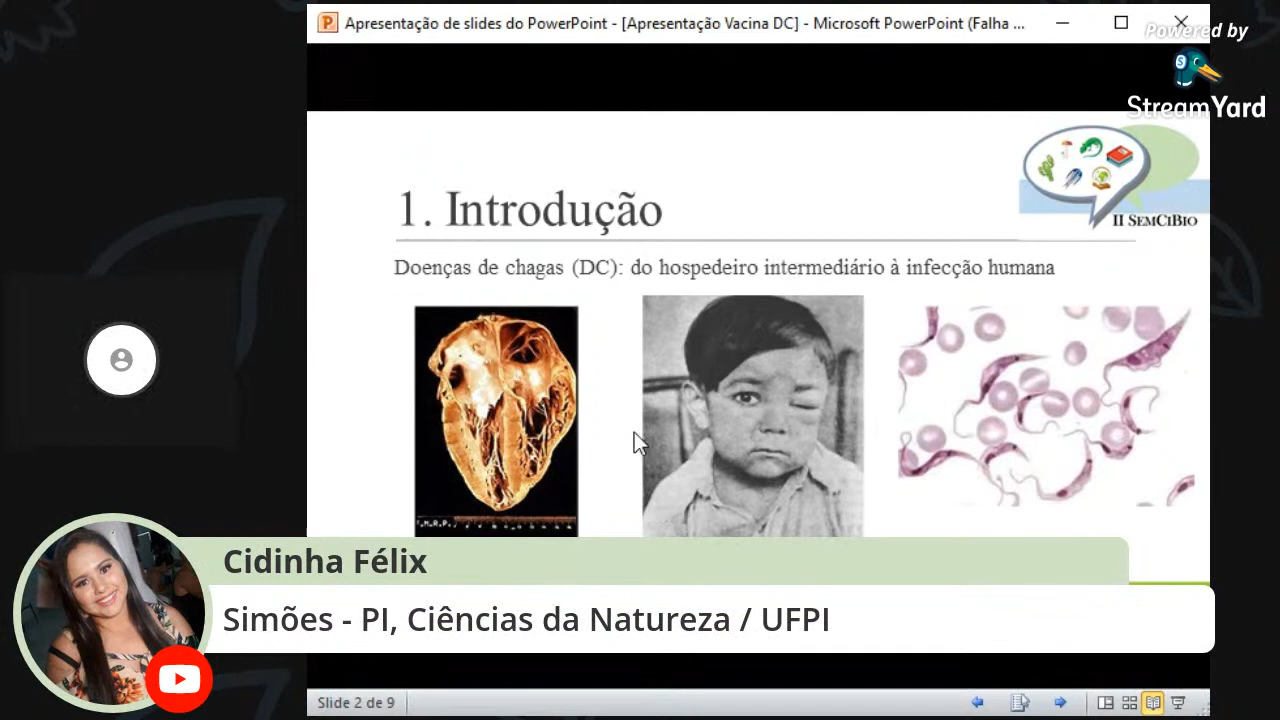 Apresentação de slides do PowerPoint - [Apresentação Vacina DC] - Microsoft PowerPoint (Falha ...
Powered by
StreamYard
II SEMCIBIO
1. Introdução
Doenças de chagas (DC): do hospedeiro intermediário à infecção humana
F.M.R.P.
Cidinha Félix
Simões - PI, Ciências da Natureza / UFPI
Slide 2 de 9